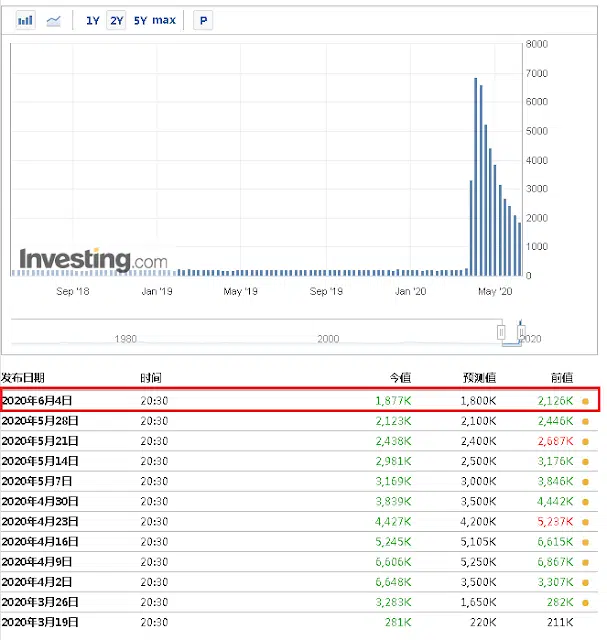 1Y 2Y 5Y max P
8000
7000
6000
5000
4000
3000
2000
1000
0
Investing.com
Sep '18 Jan '19 May '19 Sep '19 Jan '20 May '20
1980 2000 2020
发布日期 时间 今值 预测值 前值
2020年6月4日 20:30 1,877K 1,800K 2,126K
2020年5月28日 20:30 2,123K 2,100K 2,446K
2020年5月21日 20:30 2,438K 2,400K 2,687K
2020年5月14日 20:30 2,981K 2,500K 3,176K
2020年5月7日 20:30 3,169K 3,000K 3,846K
2020年4月30日 20:30 3,839K 3,500K 4,442K
2020年4月23日 20:30 4,427K 4,200K 5,237K
2020年4月16日 20:30 5,245K 5,105K 6,615K
2020年4月9日 20:30 6,606K 5,250K 6,867K
2020年4月2日 20:30 6,648K 3,500K 3,307K
2020年3月26日 20:30 3,283K 1,650K 282K
2020年3月19日 20:30 281K 220K 211K